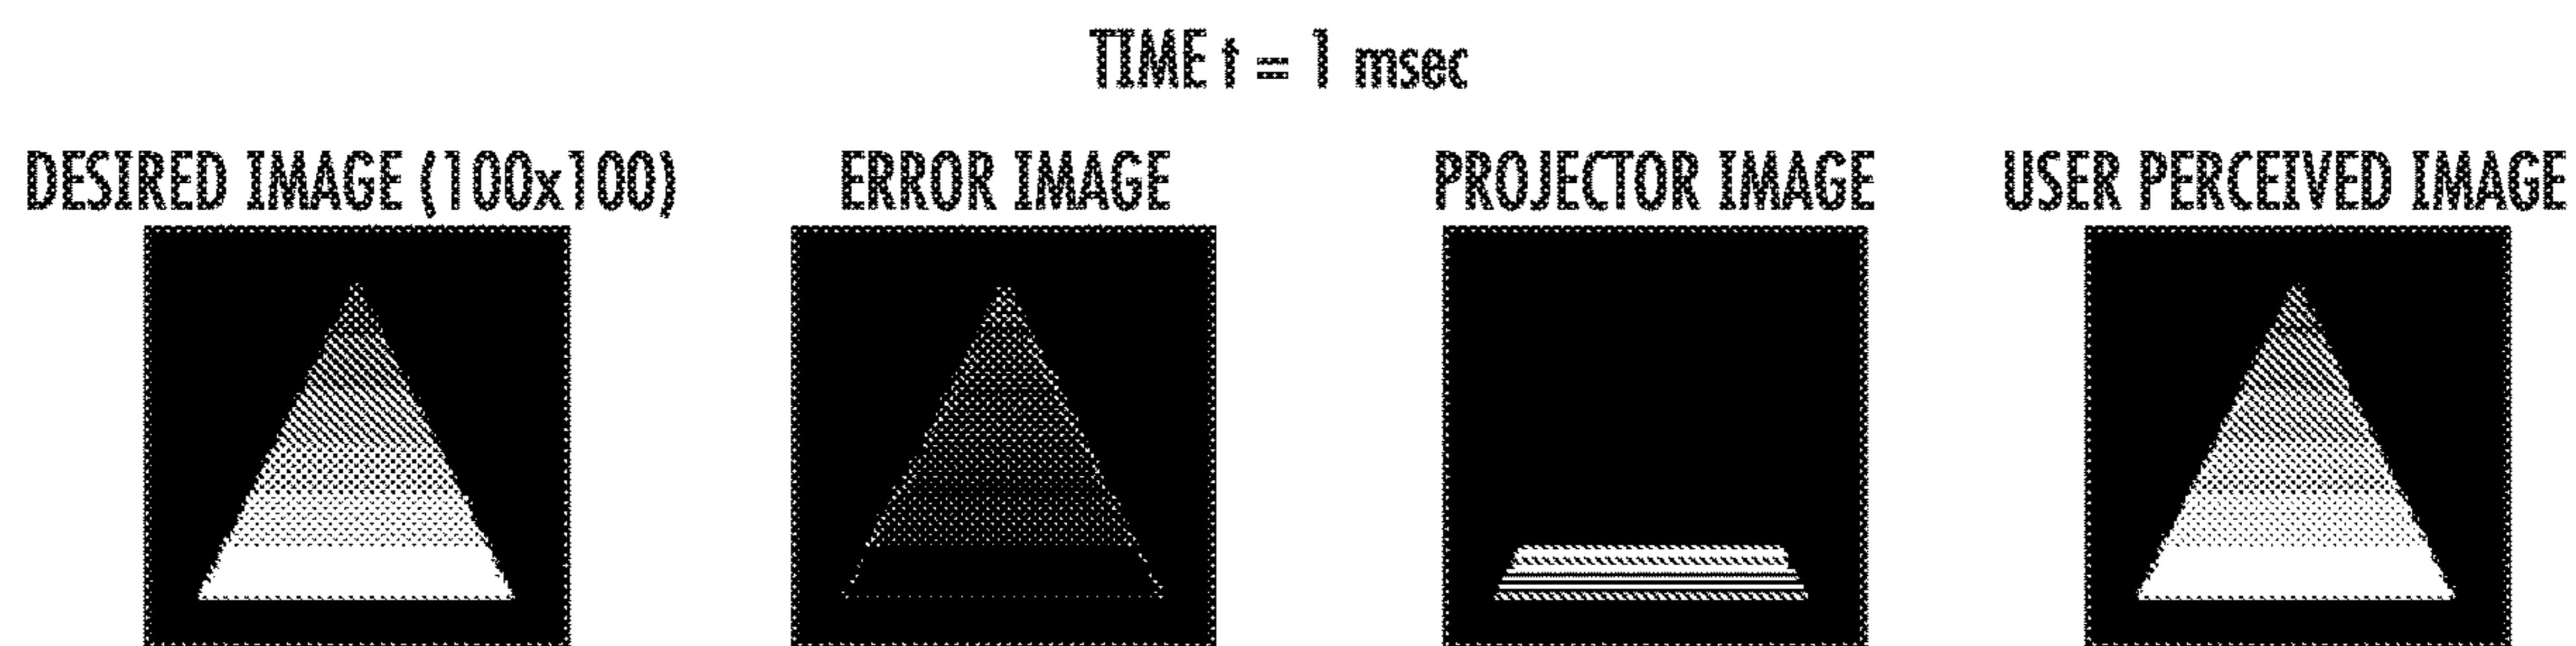 TIME t = 1 msec
DESIRED IMAGE (100x100) ERROR IMAGE PROJECTOR IMAGE USER PERCEIVED IMAGE